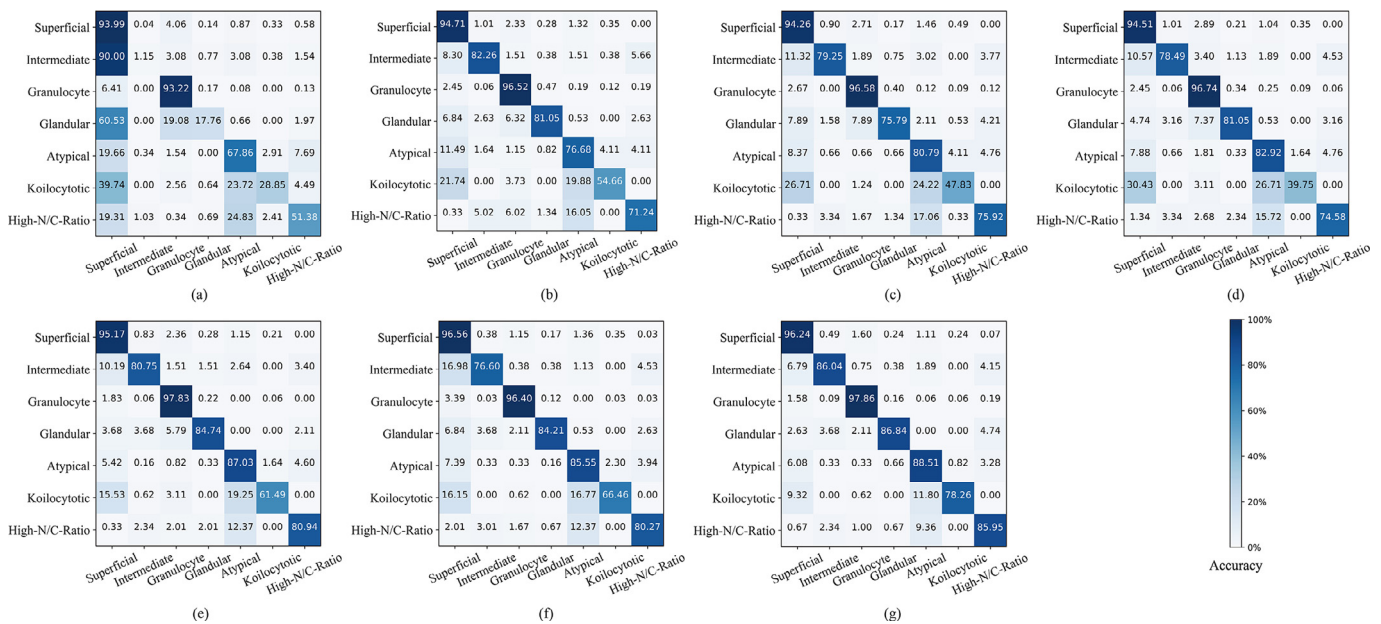 Superficial 93.99 0.04 4.06 0.14 0.87 0.33 0.58
Intermediate 90.00 1.15 3.08 0.77 3.08 0.38 1.54
Granulocyte 6.41 0.00 93.22 0.17 0.08 0.00 0.13
Glandular 60.53 0.00 19.08 17.76 0.66 0.00 1.97
Atypical 19.66 0.34 1.54 0.00 67.86 2.91 7.69
Koilocytotic 39.74 0.00 2.56 0.64 23.72 28.85 4.49
High-N/C-Ratio 19.31 1.03 0.34 0.69 24.83 2.41 51.38
Superficial Intermediate Granulocyte Glandular Atypical Koilocytotic High-N/C-Ratio
(a)
Superficial 94.71 1.01 2.33 0.28 1.32 0.35 0.00
Intermediate 8.30 82.26 1.51 0.38 1.51 0.38 5.66
Granulocyte 2.45 0.06 96.52 0.47 0.19 0.12 0.19
Glandular 6.84 2.63 6.32 81.05 0.53 0.00 2.63
Atypical 11.49 1.64 1.15 0.82 76.68 4.11 4.11
Koilocytotic 21.74 0.00 3.73 0.00 19.88 54.66 0.00
High-N/C-Ratio 0.33 5.02 6.02 1.34 16.05 0.00 71.24
Superficial Intermediate Granulocyte Glandular Atypical Koilocytotic High-N/C-Ratio
(b)
Superficial 94.26 0.90 2.71 0.17 1.46 0.49 0.00
Intermediate 11.32 79.25 1.89 0.75 3.02 0.00 3.77
Granulocyte 2.67 0.00 96.58 0.40 0.12 0.09 0.12
Glandular 7.89 1.58 7.89 75.79 2.11 0.53 4.21
Atypical 8.37 0.66 0.66 0.66 80.79 4.11 4.76
Koilocytotic 26.71 0.00 1.24 0.00 24.22 47.83 0.00
High-N/C-Ratio 0.33 3.34 1.67 1.34 17.06 0.33 75.92
Superficial Intermediate Granulocyte Glandular Atypical Koilocytotic High-N/C-Ratio
(c)
Superficial 94.51 1.01 2.89 0.21 1.04 0.35 0.00
Intermediate 10.57 78.49 3.40 1.13 1.89 0.00 4.53
Granulocyte 2.45 0.06 96.74 0.34 0.25 0.09 0.06
Glandular 4.74 3.16 7.37 81.05 0.53 0.00 3.16
Atypical 7.88 0.66 1.81 0.33 82.92 1.64 4.76
Koilocytotic 30.43 0.00 3.11 0.00 26.71 39.75 0.00
High-N/C-Ratio 1.34 3.34 2.68 2.34 15.72 0.00 74.58
Superficial Intermediate Granulocyte Glandular Atypical Koilocytotic High-N/C-Ratio
(d)
Superficial 95.17 0.83 2.36 0.28 1.15 0.21 0.00
Intermediate 10.19 80.75 1.51 1.51 2.64 0.00 3.40
Granulocyte 1.83 0.06 97.83 0.22 0.00 0.06 0.00
Glandular 3.68 3.68 5.79 84.74 0.00 0.00 2.11
Atypical 5.42 0.16 0.82 0.33 87.03 1.64 4.60
Koilocytotic 15.53 0.62 3.11 0.00 19.25 61.49 0.00
High-N/C-Ratio 0.33 2.34 2.01 2.01 12.37 0.00 80.94
Superficial Intermediate Granulocyte Glandular Atypical Koilocytotic High-N/C-Ratio
(e)
Superficial 96.56 0.38 1.15 0.17 1.36 0.35 0.03
Intermediate 16.98 76.60 0.38 0.38 1.13 0.00 4.53
Granulocyte 3.39 0.03 96.40 0.12 0.00 0.03 0.03
Glandular 6.84 3.68 2.11 84.21 0.53 0.00 2.63
Atypical 7.39 0.33 0.33 0.16 85.55 2.30 3.94
Koilocytotic 16.15 0.00 0.62 0.00 16.77 66.46 0.00
High-N/C-Ratio 2.01 3.01 1.67 0.67 12.37 0.00 80.27
Superficial Intermediate Granulocyte Glandular Atypical Koilocytotic High-N/C-Ratio
(f)
Superficial 96.24 0.49 1.60 0.24 1.11 0.24 0.07
Intermediate 6.79 86.04 0.75 0.38 1.89 0.00 4.15
Granulocyte 1.58 0.09 97.86 0.16 0.06 0.06 0.19
Glandular 2.63 3.68 2.11 86.84 0.00 0.00 4.74
Atypical 6.08 0.33 0.33 0.66 88.51 0.82 3.28
Koilocytotic 9.32 0.00 0.62 0.00 11.80 78.26 0.00
High-N/C-Ratio 0.67 2.34 1.00 0.67 9.36 0.00 85.95
Superficial Intermediate Granulocyte Glandular Atypical Koilocytotic High-N/C-Ratio
(g)
100%
80%
60%
40%
20%
0%
Accuracy